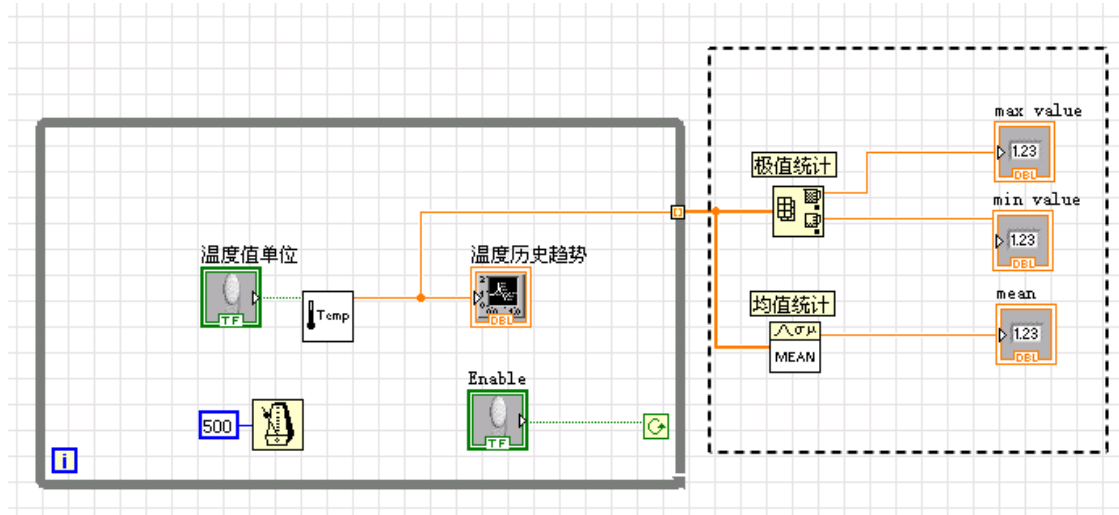 max value
1.23
DBL
极值统计
min value
1.23
DBL
温度值单位
TF
Temp
温度历史趋势
DBL
均值统计
MEAN
mean
1.23
DBL
Enable
TF
500
i